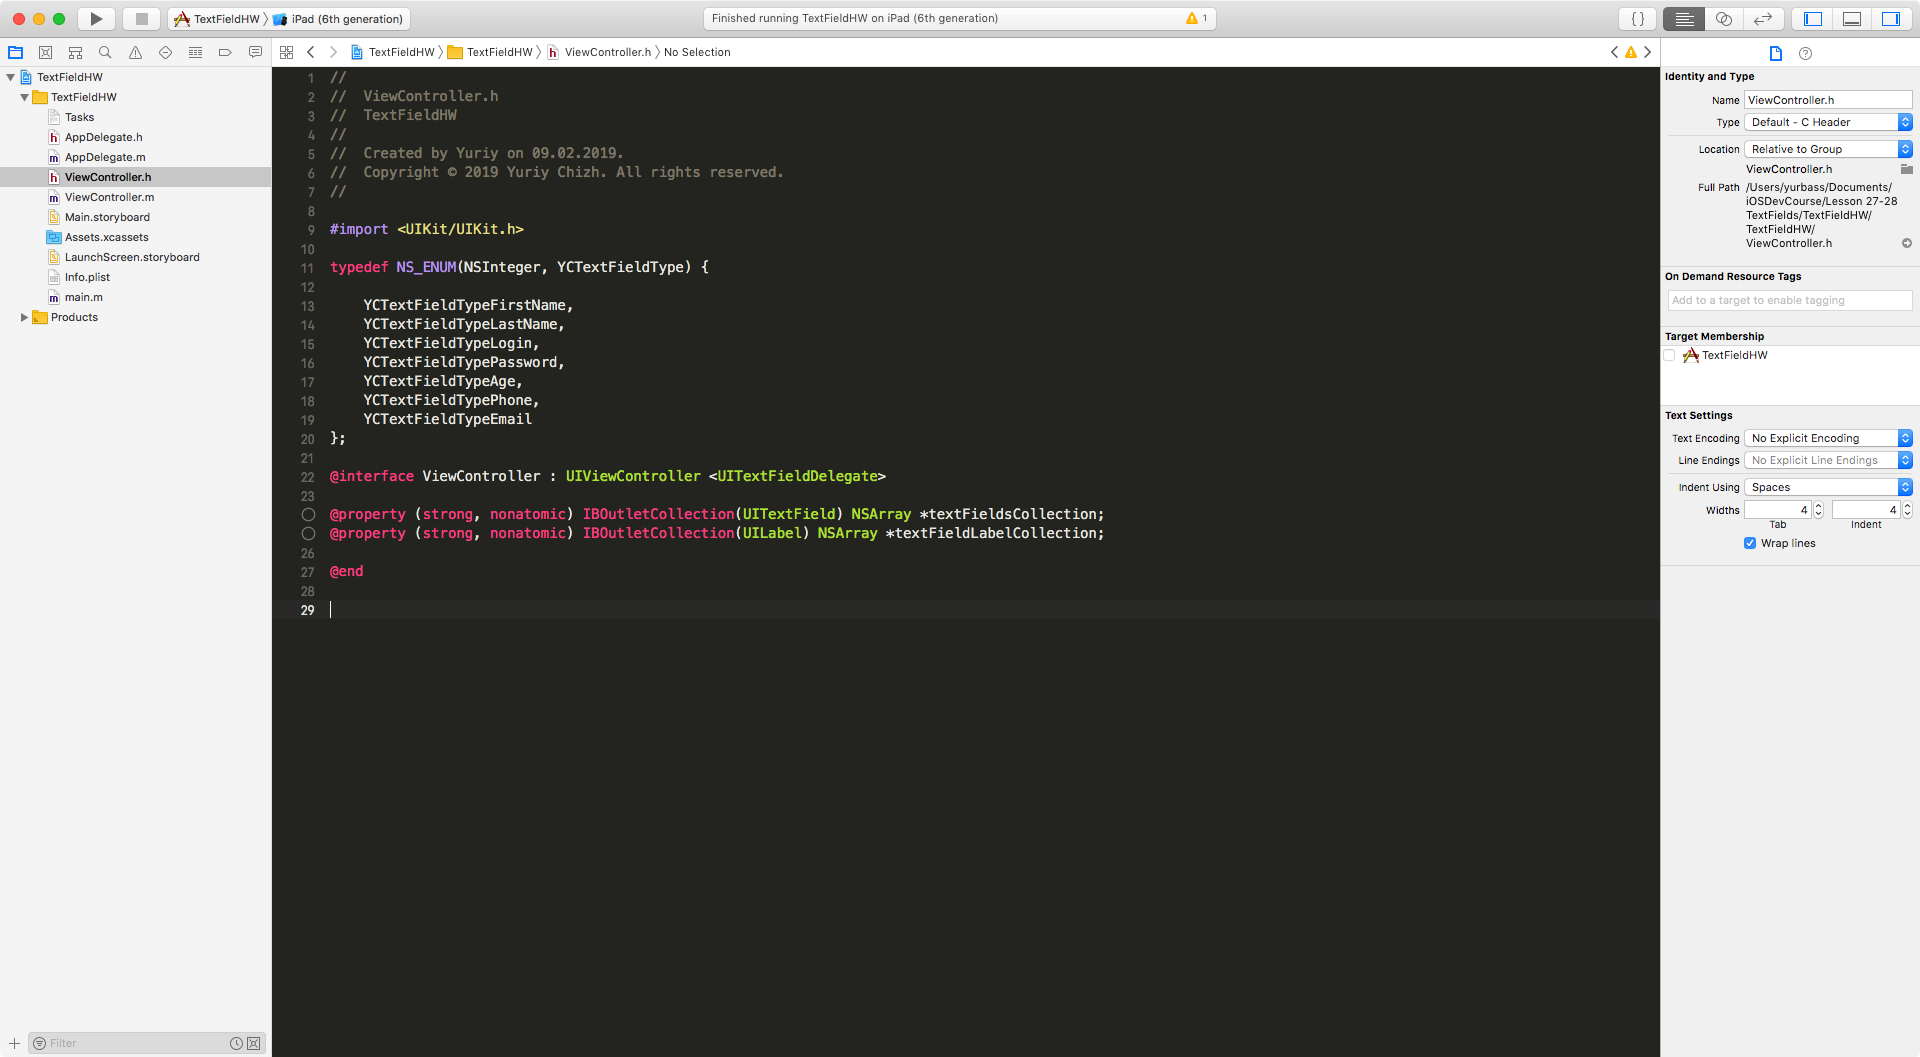 TextFieldHW 〉 iPad (6th generation)
Finished running TextFieldHW on iPad (6th generation)
1
{ }
TextFieldHW 〉 TextFieldHW 〉 ViewController.h 〉 No Selection
TextFieldHW
TextFieldHW
Tasks
AppDelegate.h
AppDelegate.m
ViewController.h
ViewController.m
Main.storyboard
Assets.xcassets
LaunchScreen.storyboard
Info.plist
main.m
Products
Filter
1 //
2 //  ViewController.h
3 //  TextFieldHW
4 //
5 //  Created by Yuriy on 09.02.2019.
6 //  Copyright © 2019 Yuriy Chizh. All rights reserved.
7 //
8
9 #import <UIKit/UIKit.h>
10
11 typedef NS_ENUM(NSInteger, YCTextFieldType) {
12
13     YCTextFieldTypeFirstName,
14     YCTextFieldTypeLastName,
15     YCTextFieldTypeLogin,
16     YCTextFieldTypePassword,
17     YCTextFieldTypeAge,
18     YCTextFieldTypePhone,
19     YCTextFieldTypeEmail
20 };
21
22 @interface ViewController : UIViewController <UITextFieldDelegate>
23
@property (strong, nonatomic) IBOutletCollection(UITextField) NSArray *textFieldsCollection;
@property (strong, nonatomic) IBOutletCollection(UILabel) NSArray *textFieldLabelCollection;
26
27 @end
28
29
Identity and Type
Name ViewController.h
Type Default - C Header
Location Relative to Group
ViewController.h
Full Path /Users/yurbass/Documents/
iOSDevCourse/Lesson 27-28
TextFields/TextFieldHW/
TextFieldHW/
ViewController.h
On Demand Resource Tags
Add to a target to enable tagging
Target Membership
TextFieldHW
Text Settings
Text Encoding No Explicit Encoding
Line Endings No Explicit Line Endings
Indent Using Spaces
Widths 4 4
Tab Indent
Wrap lines